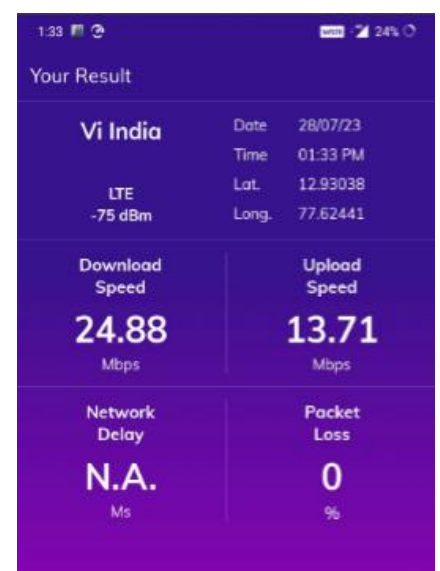 1:33 24%
Your Result
Vi India
LTE
-75 dBm
Date 28/07/23
Time 01:33 PM
Lat. 12.93038
Long. 77.62441
Download
Speed
24.88
Mbps
Upload
Speed
13.71
Mbps
Network
Delay
N.A.
Ms
Packet
Loss
0
%